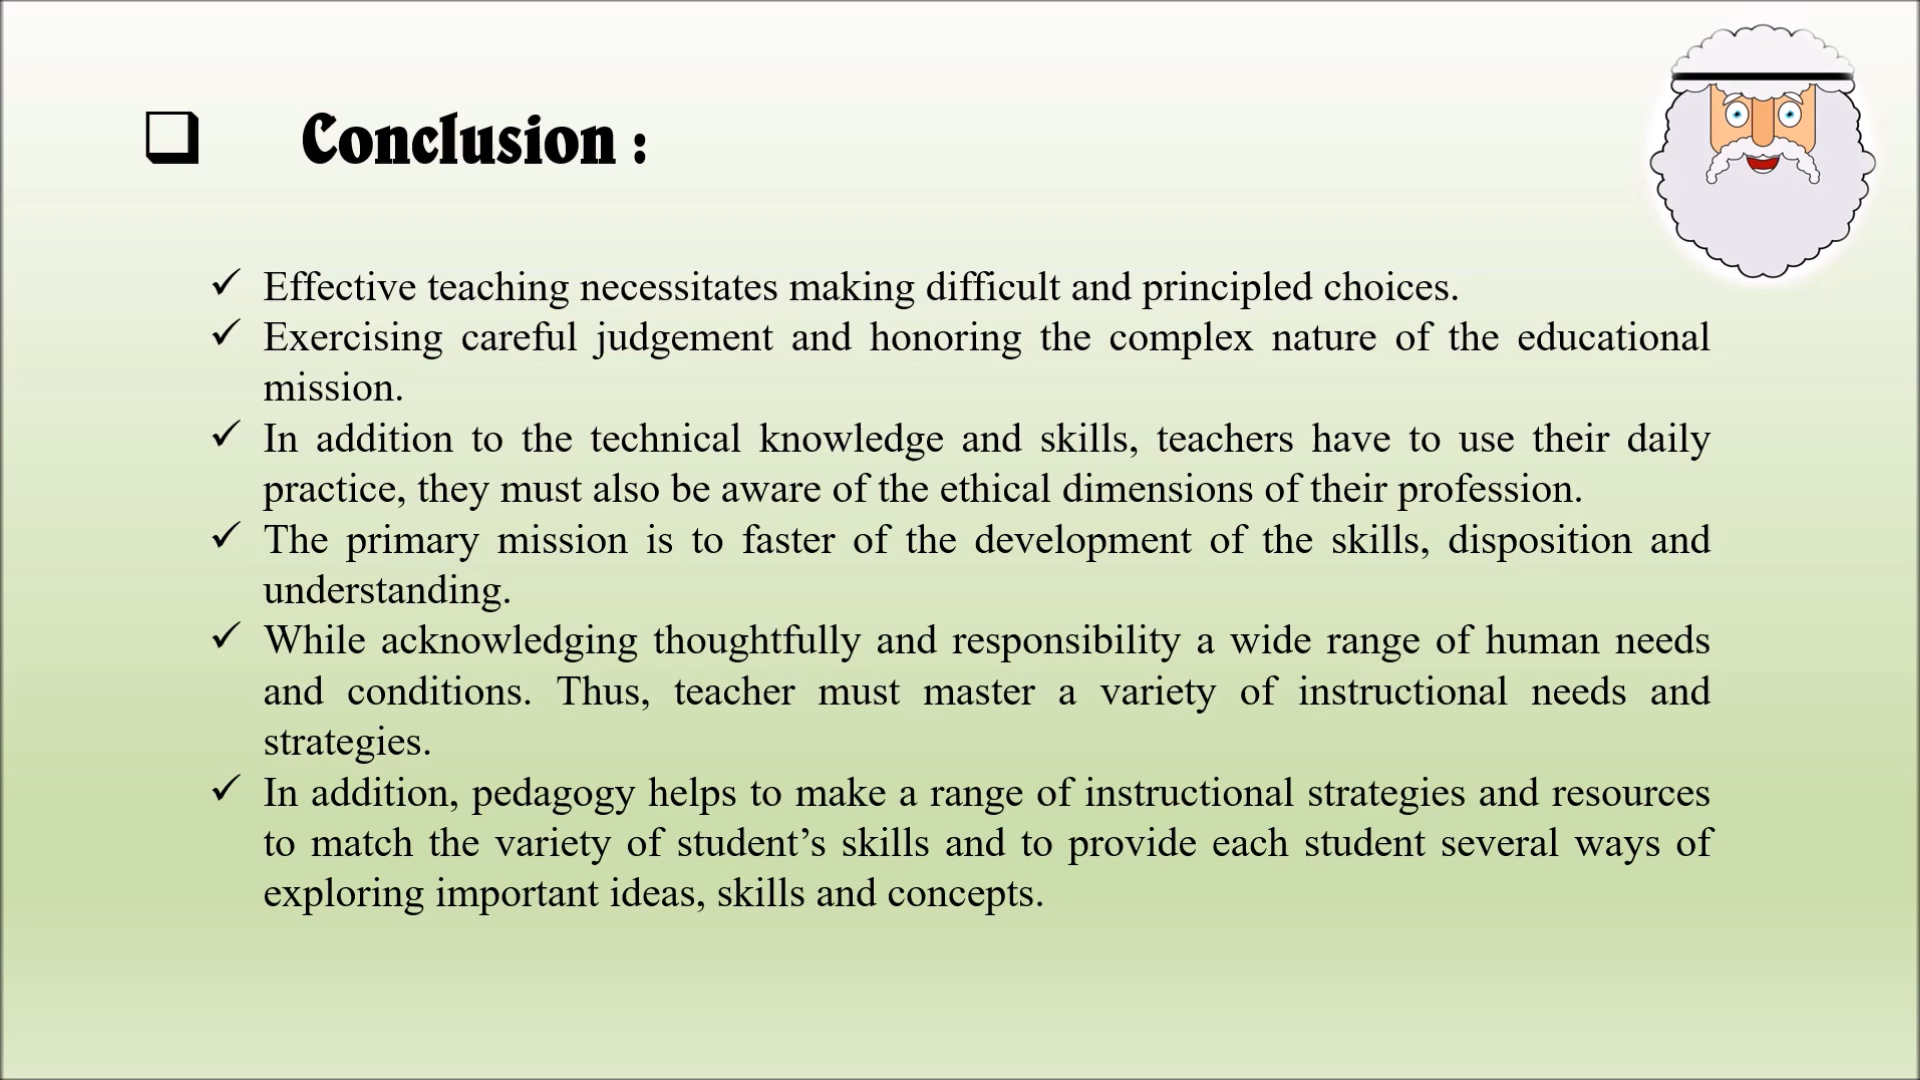 Conclusion :
Effective teaching necessitates making difficult and principled choices.
Exercising careful judgement and honoring the complex nature of the educational
mission.
In addition to the technical knowledge and skills, teachers have to use their daily
practice, they must also be aware of the ethical dimensions of their profession.
The primary mission is to faster of the development of the skills, disposition and
understanding.
While acknowledging thoughtfully and responsibility a wide range of human needs
and conditions. Thus, teacher must master a variety of instructional needs and
strategies.
In addition, pedagogy helps to make a range of instructional strategies and resources
to match the variety of student’s skills and to provide each student several ways of
exploring important ideas, skills and concepts.